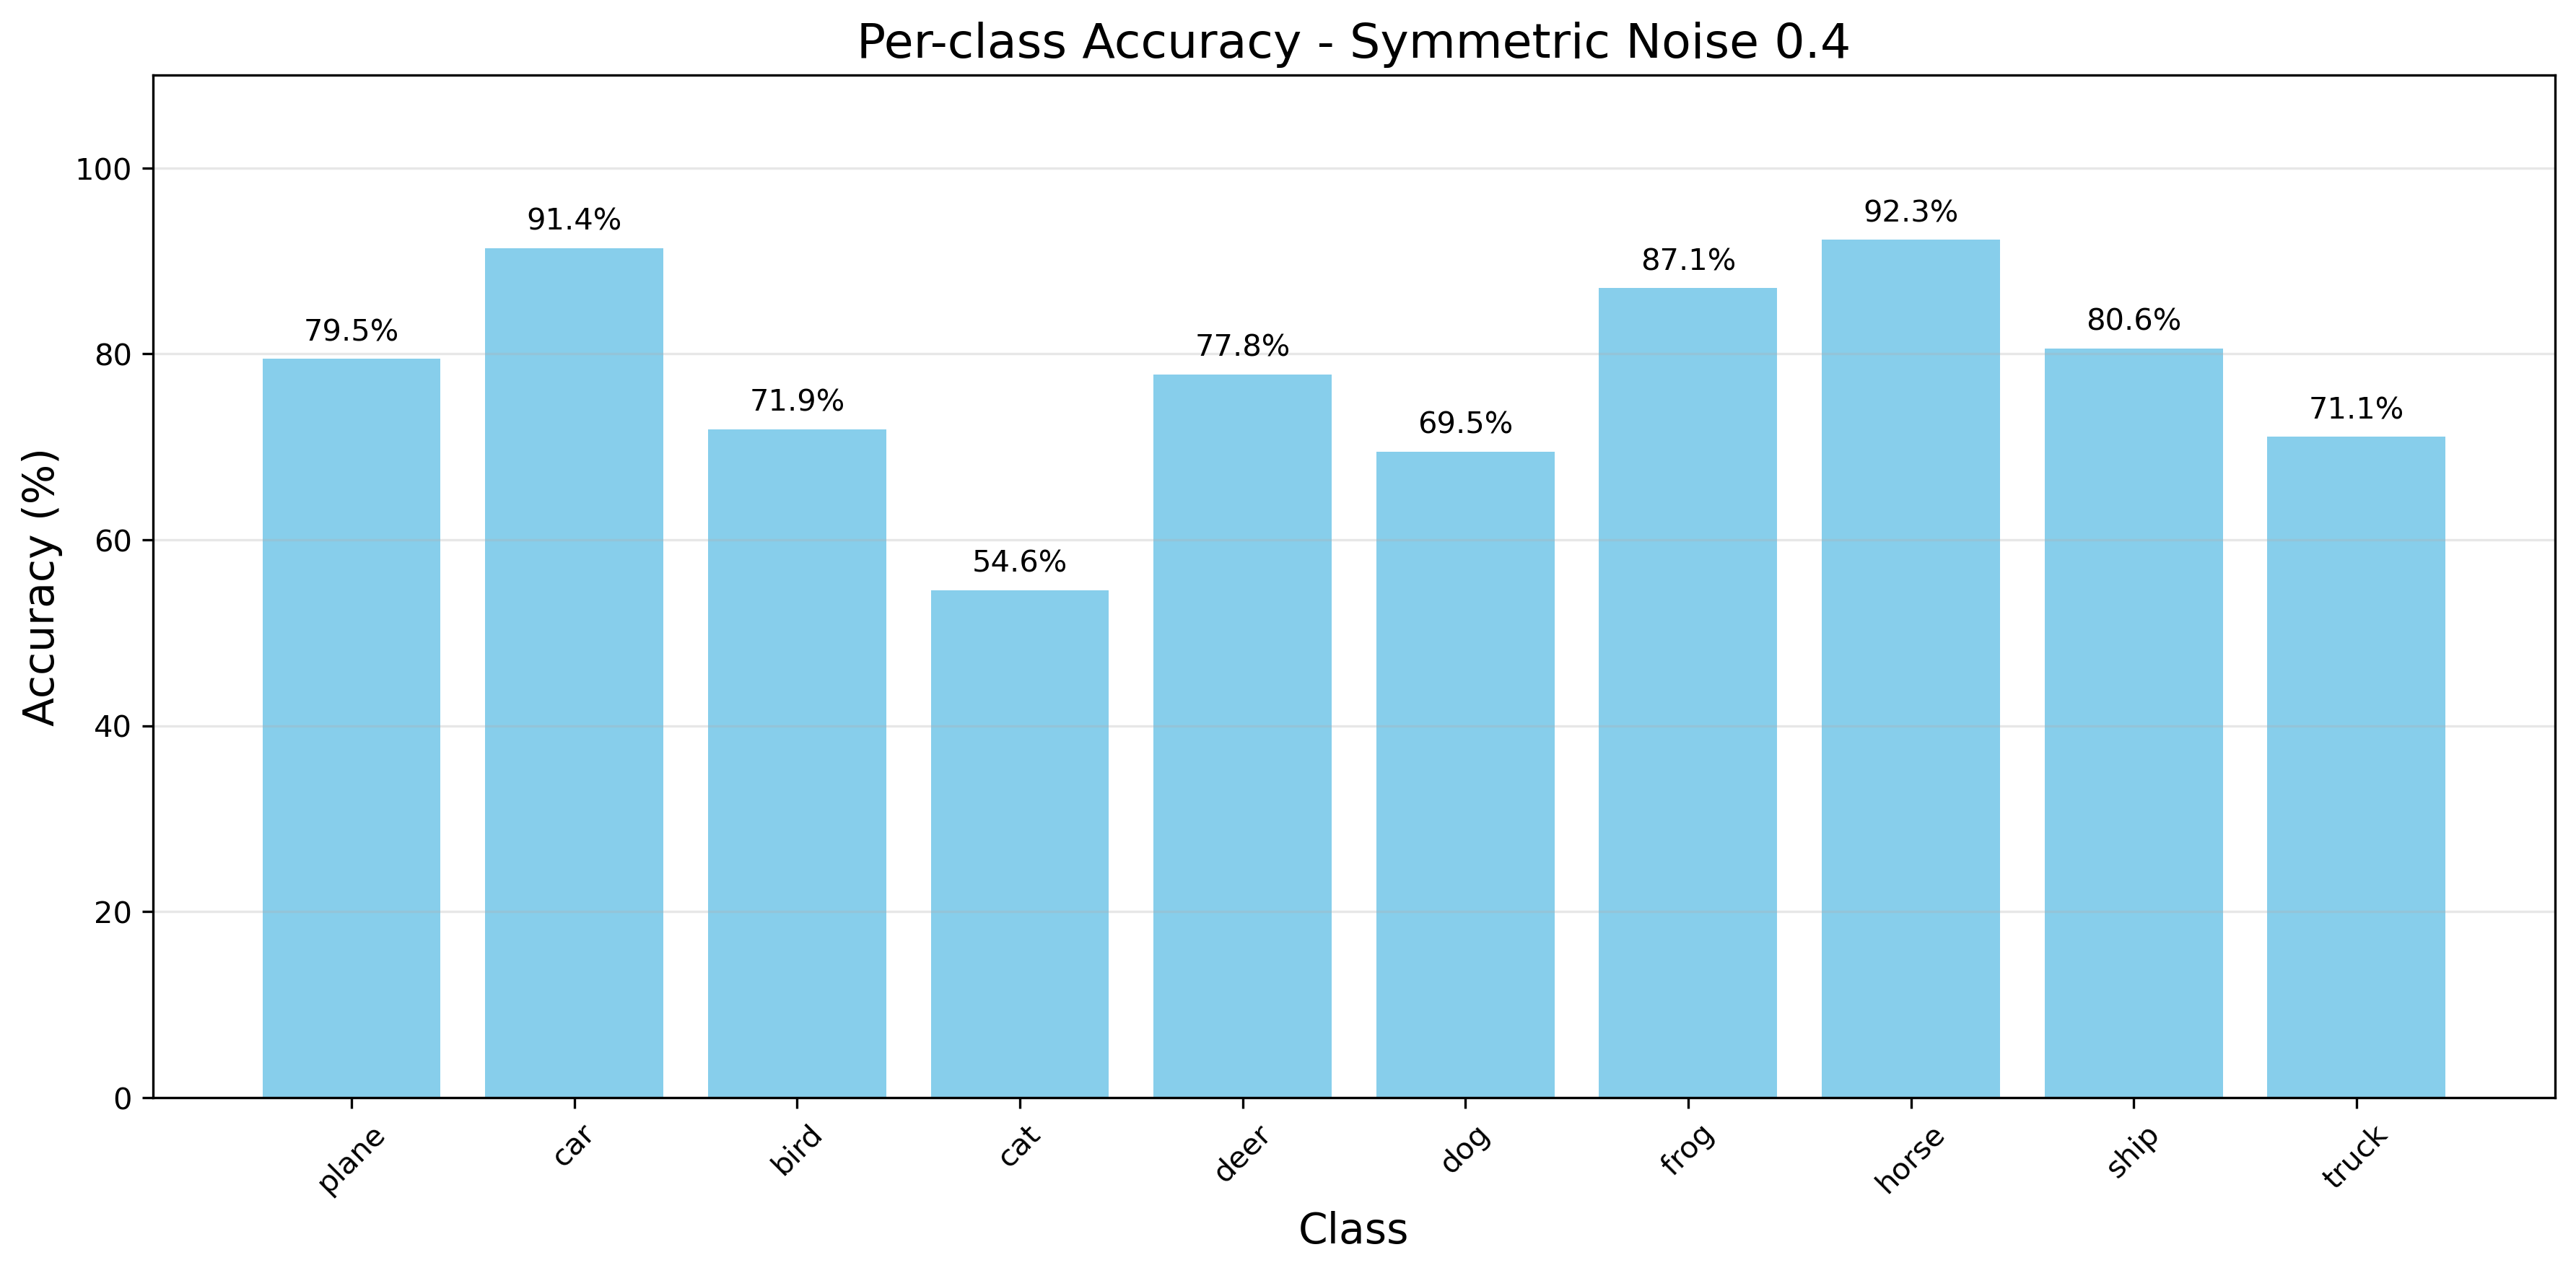 Per-class Accuracy - Symmetric Noise 0.4
Accuracy (%)
100
80
60
40
20
0
79.5%
91.4%
71.9%
54.6%
77.8%
69.5%
87.1%
92.3%
80.6%
71.1%
plane
car
bird
cat
deer
dog
frog
horse
ship
truck
Class